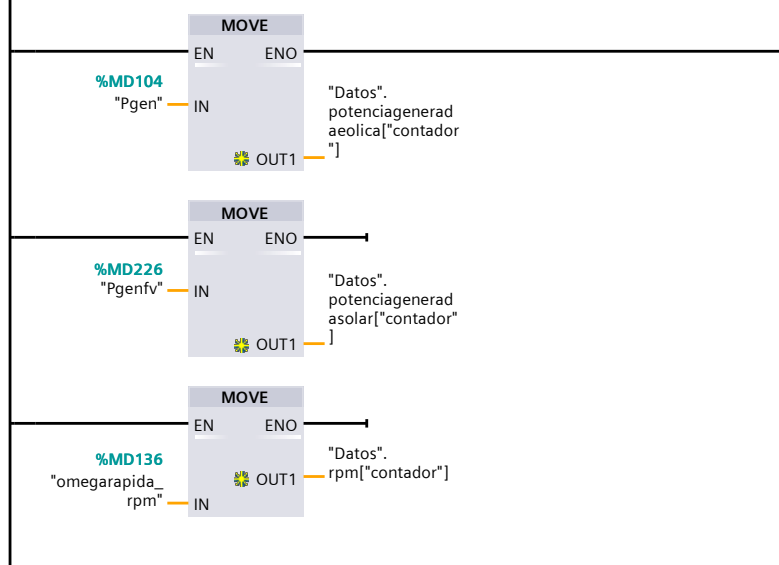 MOVE
EN ENO
%MD104
"Pgen" IN
"Datos".
potenciagenerad
aeolica["contador
"]
OUT1
MOVE
EN ENO
%MD226
"Pgenfv" IN
"Datos".
potenciagenerad
asolar["contador"
]
OUT1
MOVE
EN ENO
%MD136
"omegarapida_
rpm" IN
"Datos".
rpm["contador"]
OUT1